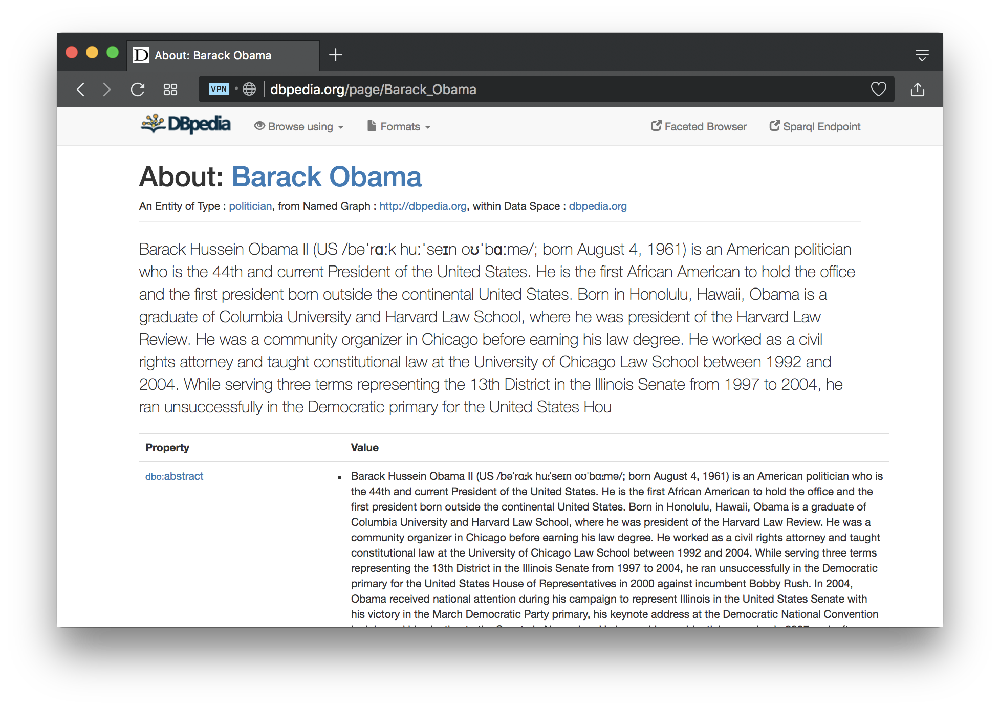 D About: Barack Obama
VPN dbpedia.org/page/Barack_Obama
DBpedia Browse using Formats Faceted Browser Sparql Endpoint
About: Barack Obama
An Entity of Type : politician, from Named Graph : http://dbpedia.org, within Data Space : dbpedia.org
Barack Hussein Obama II (US /bəˈrɑːk huːˈseɪn oʊˈbɑːmə/; born August 4, 1961) is an American politician
who is the 44th and current President of the United States. He is the first African American to hold the office
and the first president born outside the continental United States. Born in Honolulu, Hawaii, Obama is a
graduate of Columbia University and Harvard Law School, where he was president of the Harvard Law
Review. He was a community organizer in Chicago before earning his law degree. He worked as a civil
rights attorney and taught constitutional law at the University of Chicago Law School between 1992 and
2004. While serving three terms representing the 13th District in the Illinois Senate from 1997 to 2004, he
ran unsuccessfully in the Democratic primary for the United States Hou
Property Value
dbo:abstract ▪ Barack Hussein Obama II (US /bəˈrɑːk huːˈseɪn oʊˈbɑːmə/; born August 4, 1961) is an American politician who is
the 44th and current President of the United States. He is the first African American to hold the office and the
first president born outside the continental United States. Born in Honolulu, Hawaii, Obama is a graduate of
Columbia University and Harvard Law School, where he was president of the Harvard Law Review. He was a
community organizer in Chicago before earning his law degree. He worked as a civil rights attorney and taught
constitutional law at the University of Chicago Law School between 1992 and 2004. While serving three terms
representing the 13th District in the Illinois Senate from 1997 to 2004, he ran unsuccessfully in the Democratic
primary for the United States House of Representatives in 2000 against incumbent Bobby Rush. In 2004,
Obama received national attention during his campaign to represent Illinois in the United States Senate with
his victory in the March Democratic Party primary, his keynote address at the Democratic National Convention